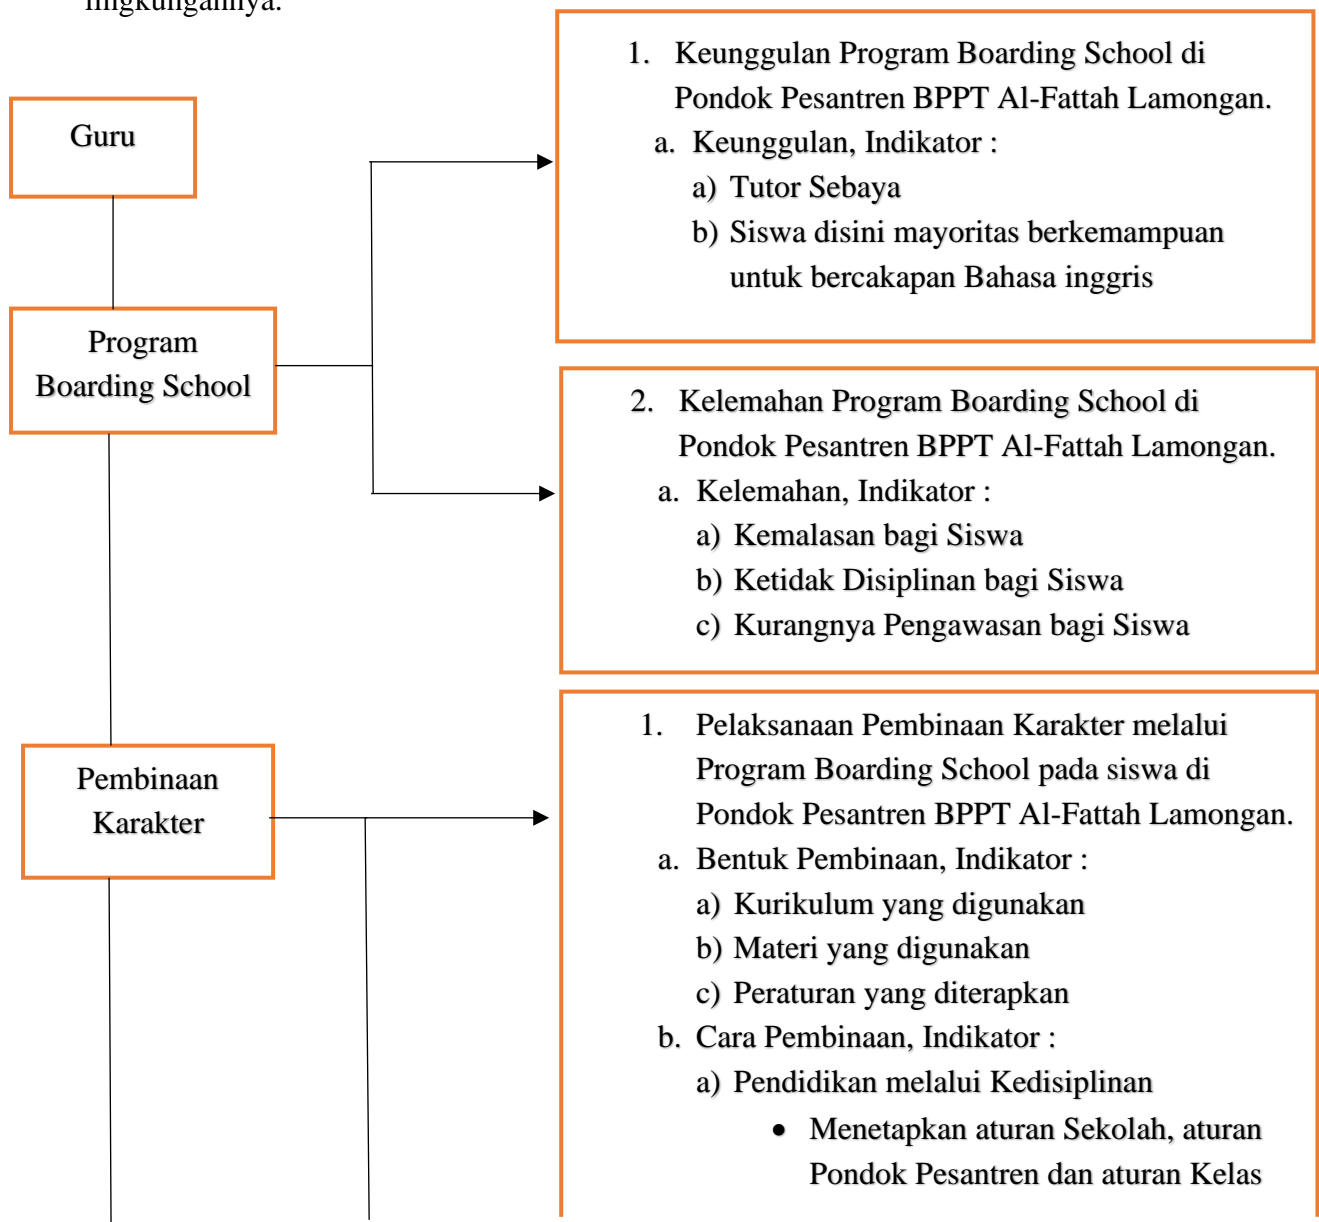 lingkungannya.
Guru
Program
Boarding School
Pembinaan
Karakter
1. Keunggulan Program Boarding School di
Pondok Pesantren BPPT Al-Fattah Lamongan.
a. Keunggulan, Indikator :
a) Tutor Sebaya
b) Siswa disini mayoritas berkemampuan
untuk bercakapan Bahasa inggris
2. Kelemahan Program Boarding School di
Pondok Pesantren BPPT Al-Fattah Lamongan.
a. Kelemahan, Indikator :
a) Kemalasan bagi Siswa
b) Ketidak Disiplinan bagi Siswa
c) Kurangnya Pengawasan bagi Siswa
1. Pelaksanaan Pembinaan Karakter melalui
Program Boarding School pada siswa di
Pondok Pesantren BPPT Al-Fattah Lamongan.
a. Bentuk Pembinaan, Indikator :
a) Kurikulum yang digunakan
b) Materi yang digunakan
c) Peraturan yang diterapkan
b. Cara Pembinaan, Indikator :
a) Pendidikan melalui Kedisiplinan
• Menetapkan aturan Sekolah, aturan
Pondok Pesantren dan aturan Kelas